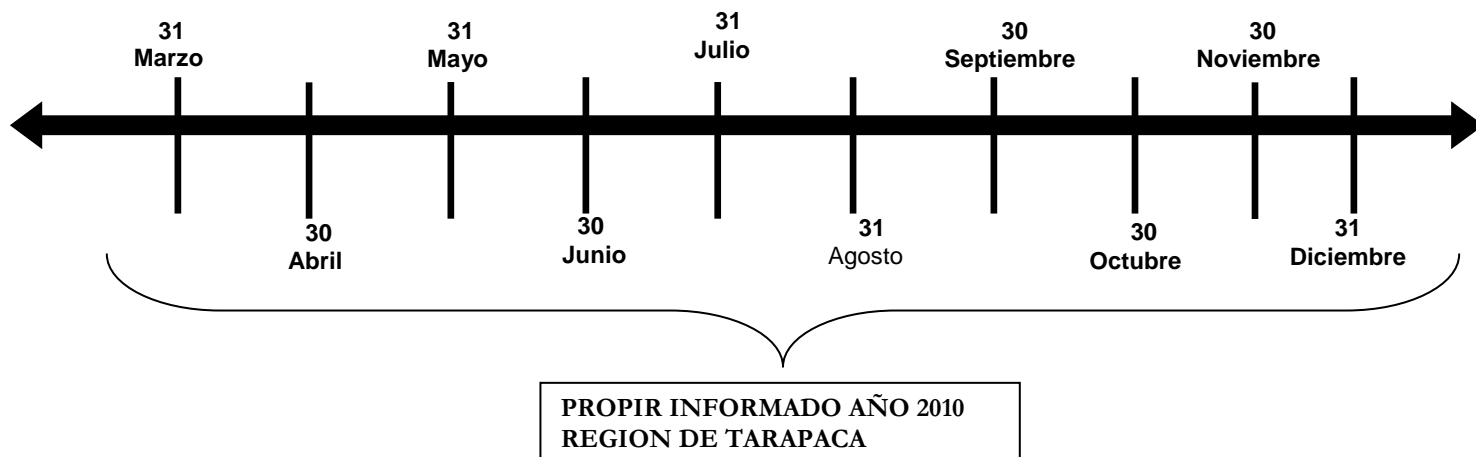 31
Marzo
31
Mayo
31
Julio
30
Septiembre
30
Noviembre
30
Abril
30
Junio
31
Agosto
30
Octubre
31
Diciembre
PROPIR INFORMADO AÑO 2010
REGION DE TARAPACA